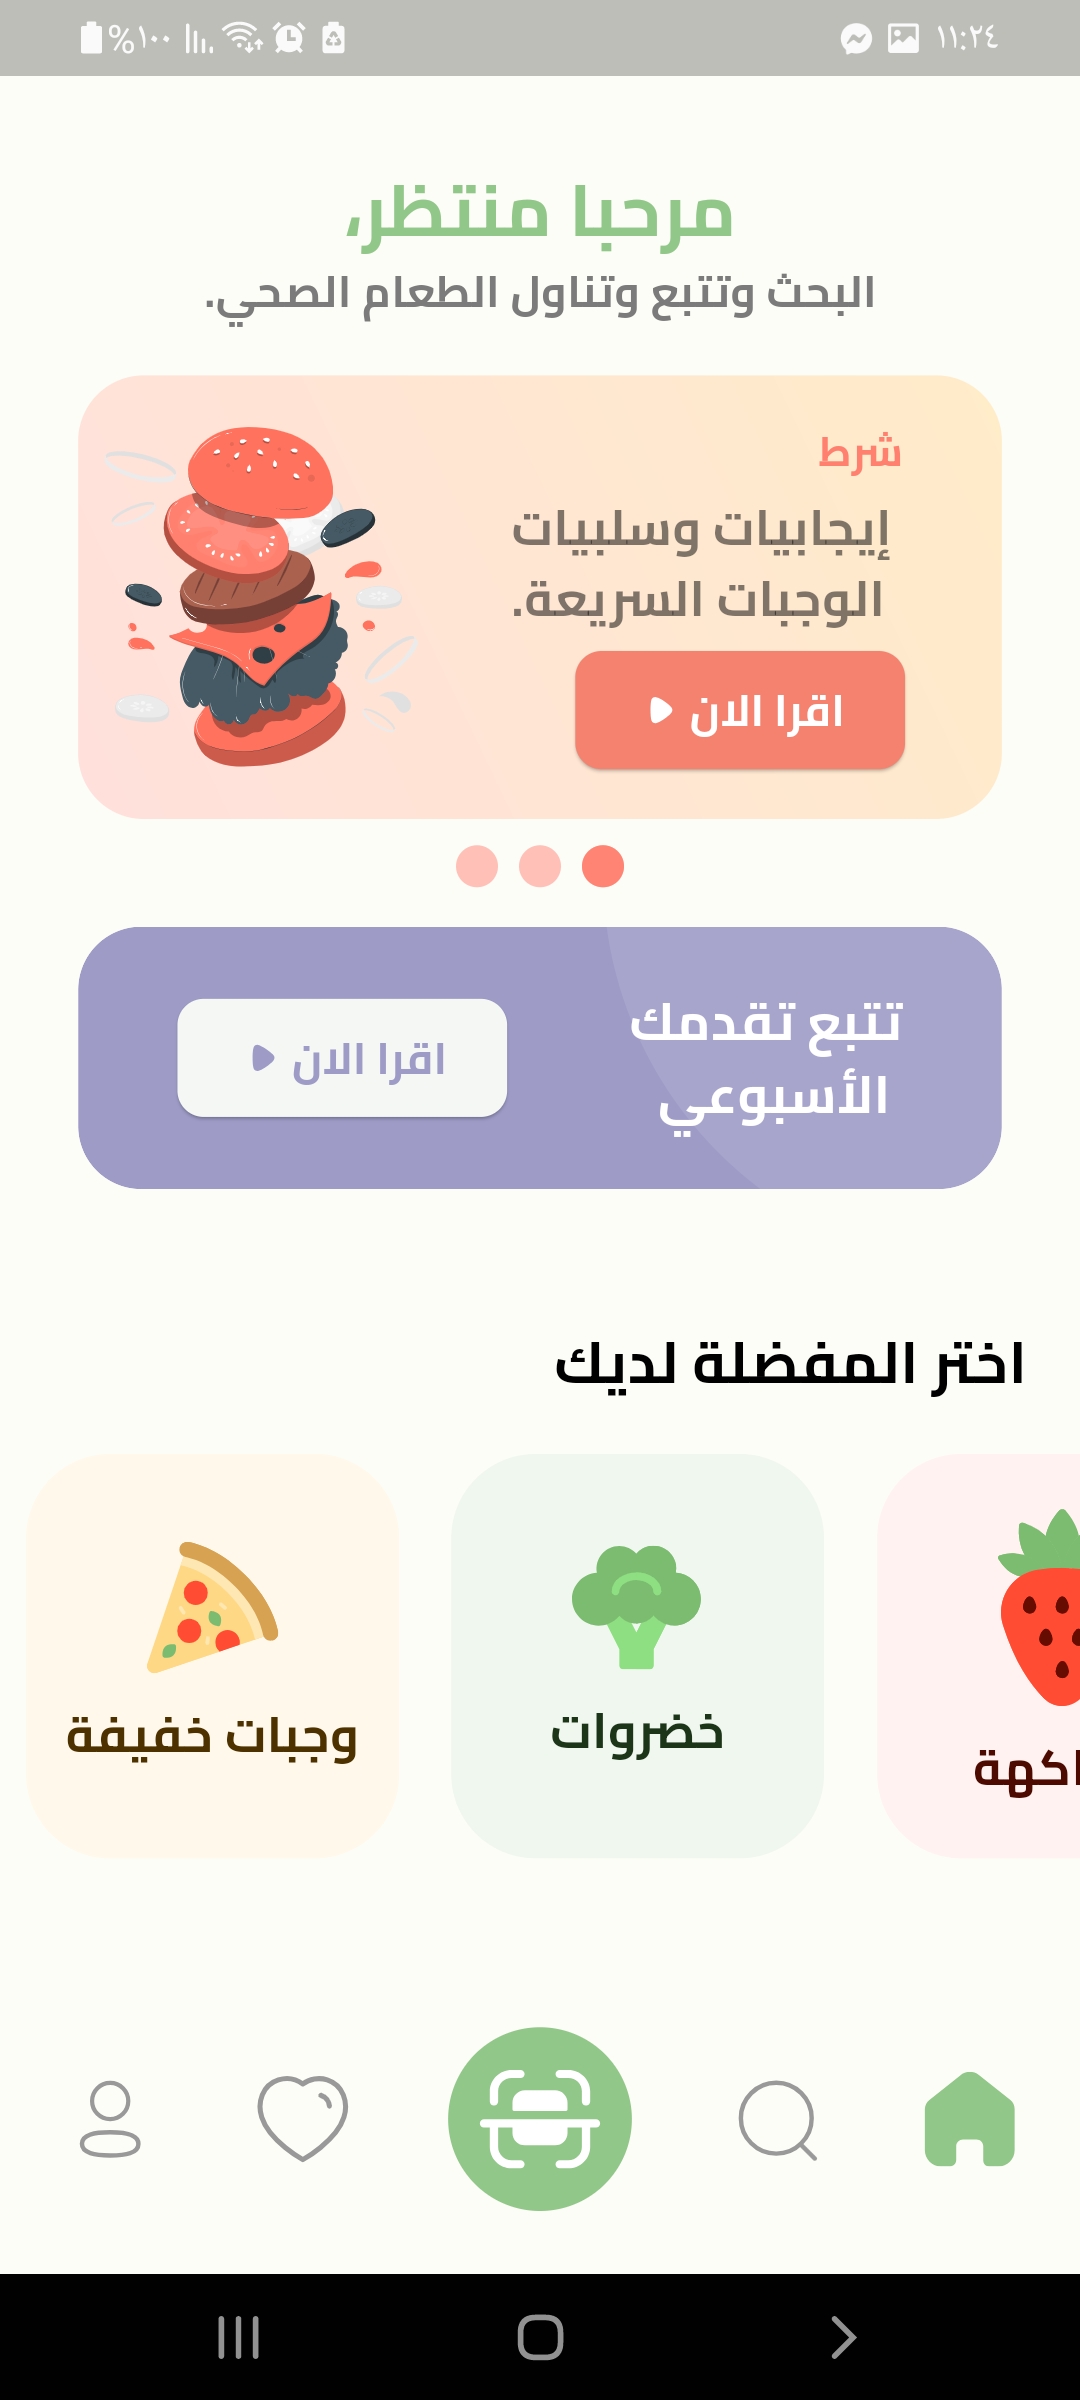 ١١:٢٤
%١٠٠
مرحبا منتظر،
البحث وتتبع وتناول الطعام الصحي.
شرط
إيجابيات وسلبيات
الوجبات السريعة.
اقرا الان
تتبع تقدمك
الأسبوعي
اقرا الان
اختر المفضلة لديك
اكهة
خضروات
وجبات خفيفة